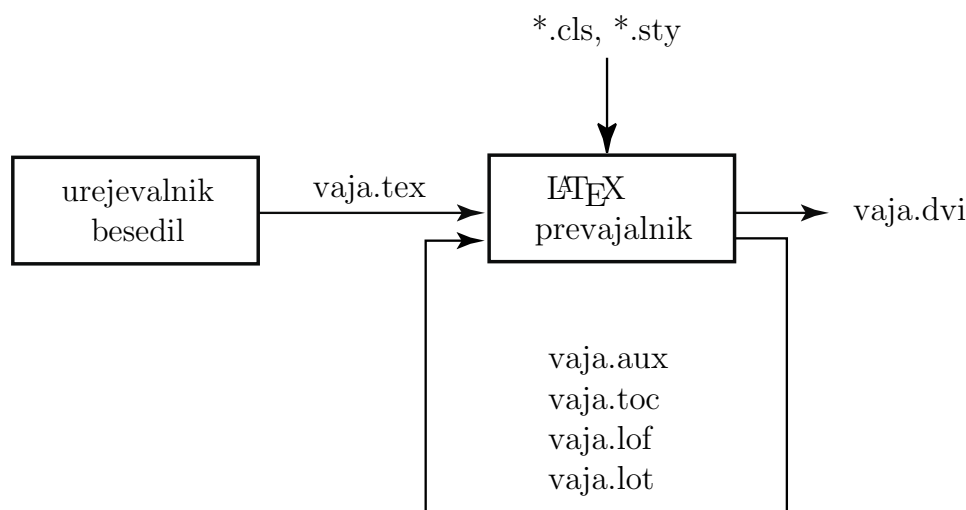 *.cls, *.sty
urejevalnik
besedil
vaja.tex
LATEX
prevajalnik
vaja.dvi
vaja.aux
vaja.toc
vaja.lof
vaja.lot